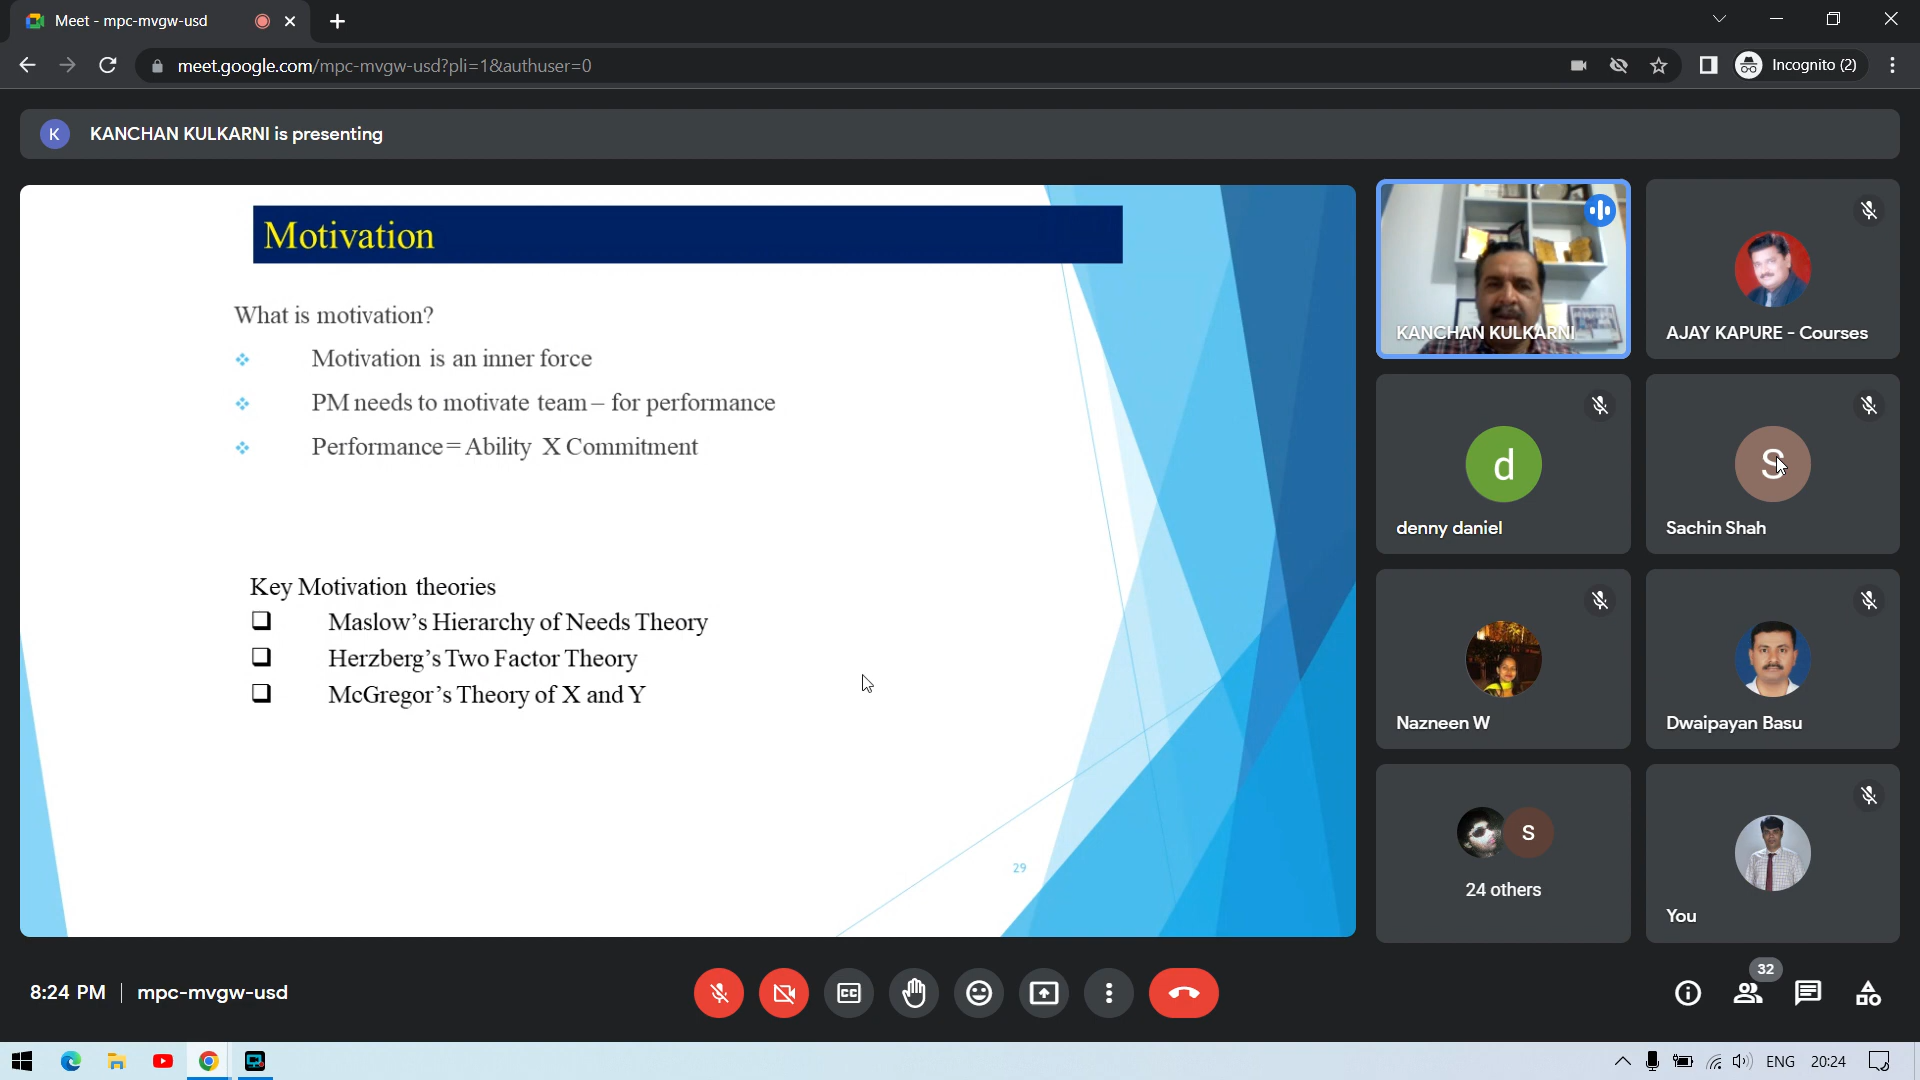 Meet - mpc-mvgw-usd
meet.google.com/mpc-mvgw-usd?pli=1&authuser=0
Incognito (2)
K
KANCHAN KULKARNI is presenting
Motivation
What is motivation?
Motivation is an inner force
PM needs to motivate team – for performance
Performance= Ability X Commitment
Key Motivation theories
Maslow's Hierarchy of Needs Theory
Herzberg's Two Factor Theory
McGregor's Theory of X and Y
29
KANCHAN KULKARNI
AJAY KAPURE - Courses
d
denny daniel
S
Sachin Shah
Nazneen W
Dwaipayan Basu
S
24 others
You
8:24 PM | mpc-mvgw-usd
CC
32
ENG
20:24